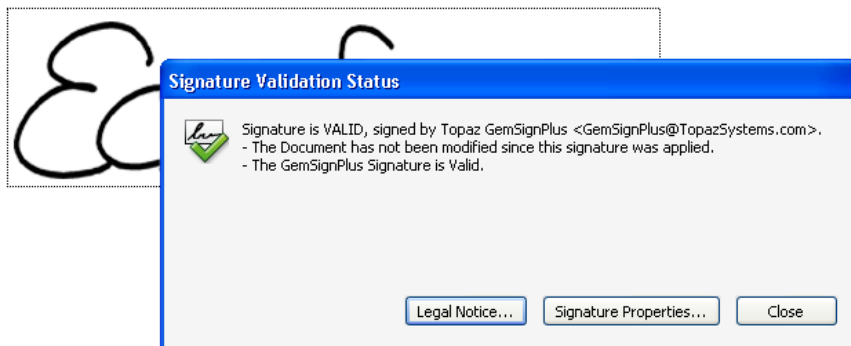 Signature Validation Status
Signature is VALID, signed by Topaz GemSignPlus <GemSignPlus@TopazSystems.com>.
- The Document has not been modified since this signature was applied.
- The GemSignPlus Signature is Valid.
Legal Notice... Signature Properties... Close